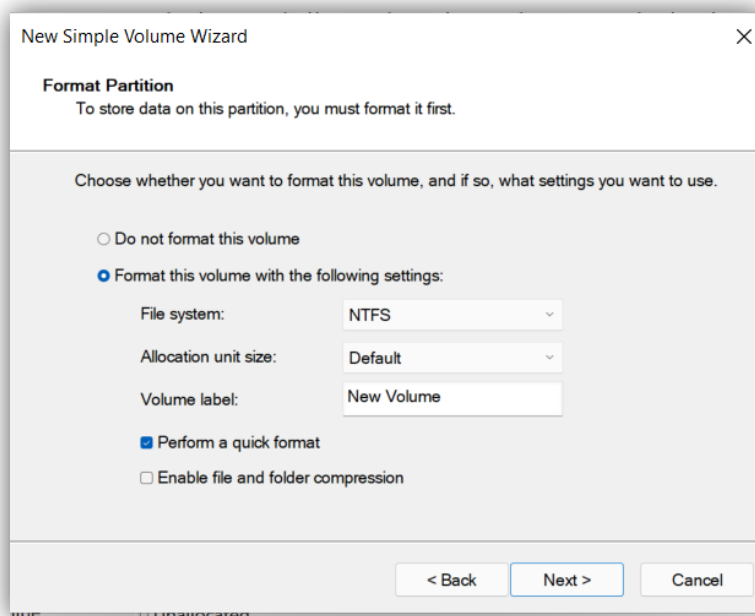 New Simple Volume Wizard
Format Partition
To store data on this partition, you must format it first.
Choose whether you want to format this volume, and if so, what settings you want to use.
Do not format this volume
Format this volume with the following settings:
File system: NTFS
Allocation unit size: Default
Volume label: New Volume
Perform a quick format
Enable file and folder compression
< Back Next > Cancel
Unallocated